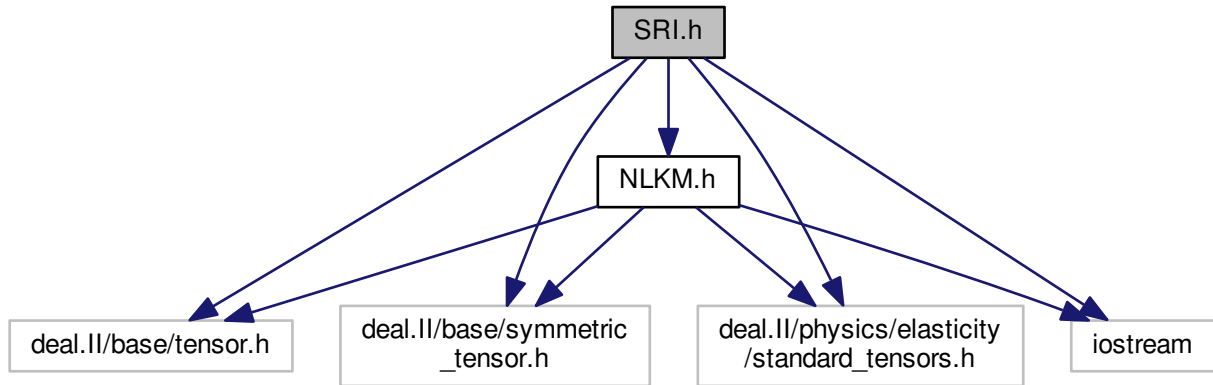 SRI.h
NLKM.h
deal.II/base/tensor.h
deal.II/base/symmetric
_tensor.h
deal.II/physics/elasticity
/standard_tensors.h
iostream